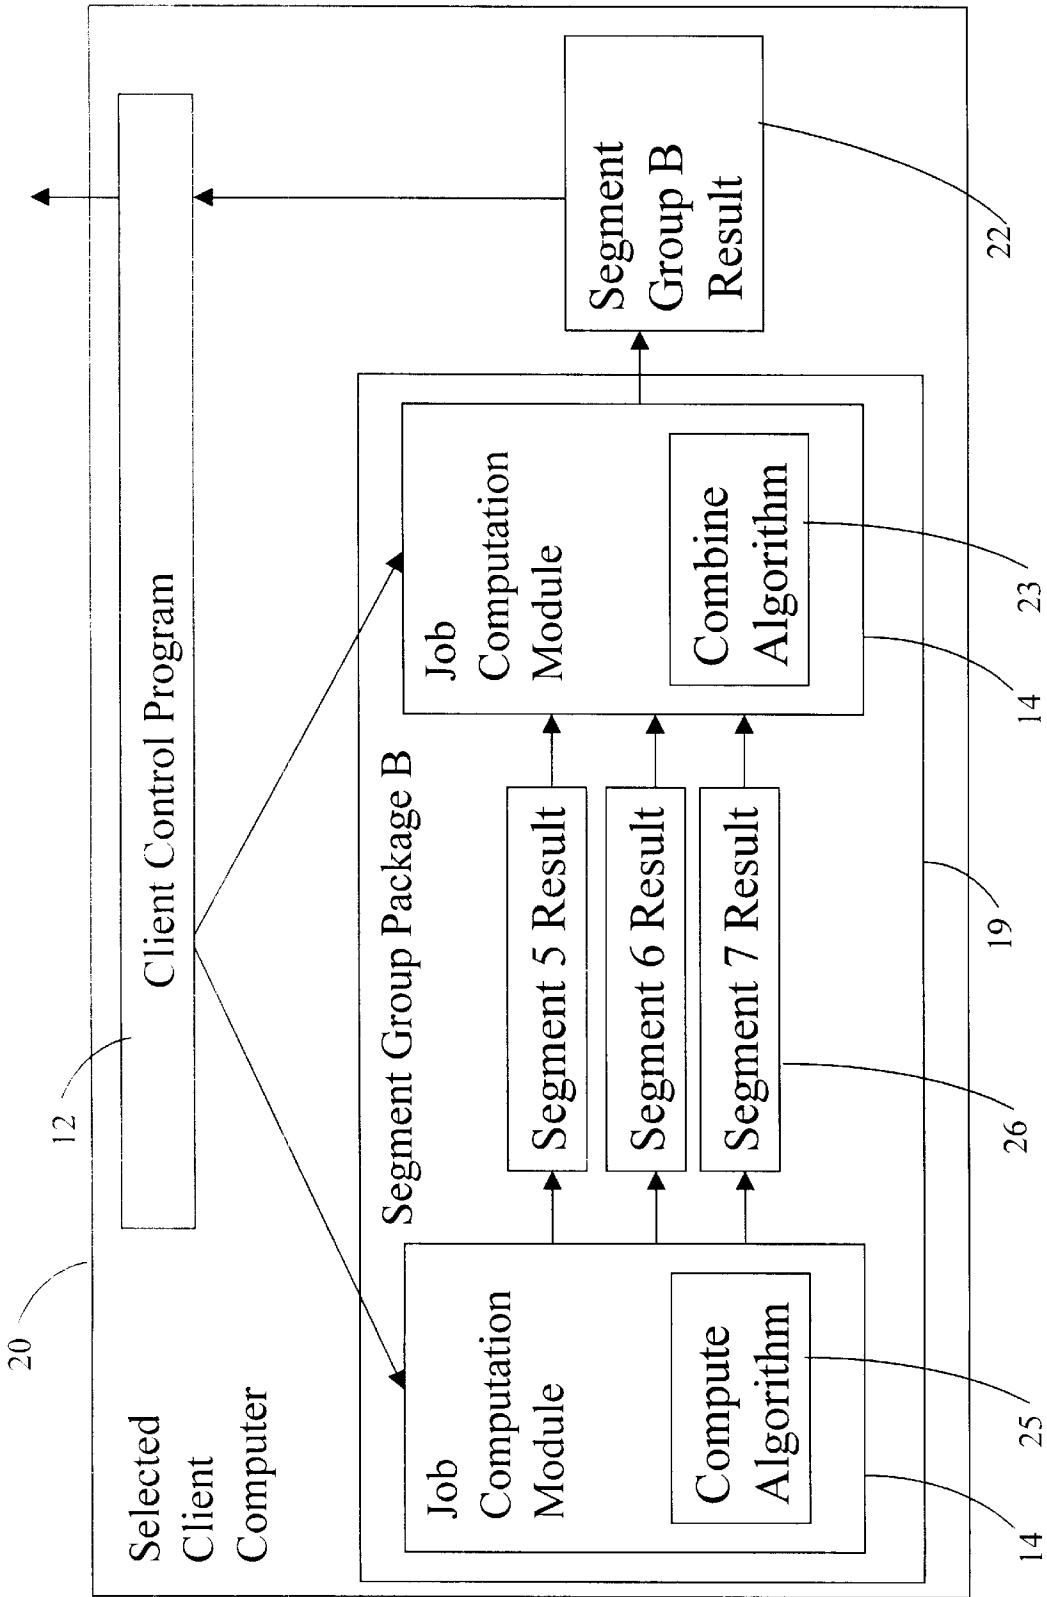 20
12
Selected
Client
Computer
Client Control Program
Segment Group Package B
Job
Computation
Module
Compute
Algorithm
Segment 5 Result
Segment 6 Result
Segment 7 Result
Job
Computation
Module
Combine
Algorithm
Segment
Group B
Result
14
25
26
19
14
23
22